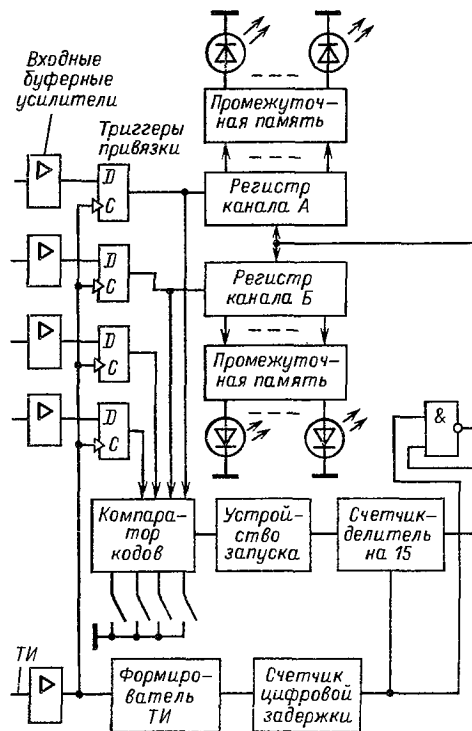 Входные
буферные
усилители
Триггеры
привязки
Промежуточ-
ная память
Регистр
канала А
Регистр
канала Б
Промежуточ-
ная память
D
C
D
C
D
C
D
C
&
Компара-
тор
кодов
Устрой-
ство
запуска
Счетчик-
делитель
на 15
ТИ
Формиро-
ватель
ТИ
Счетчик
цифровой
задержки